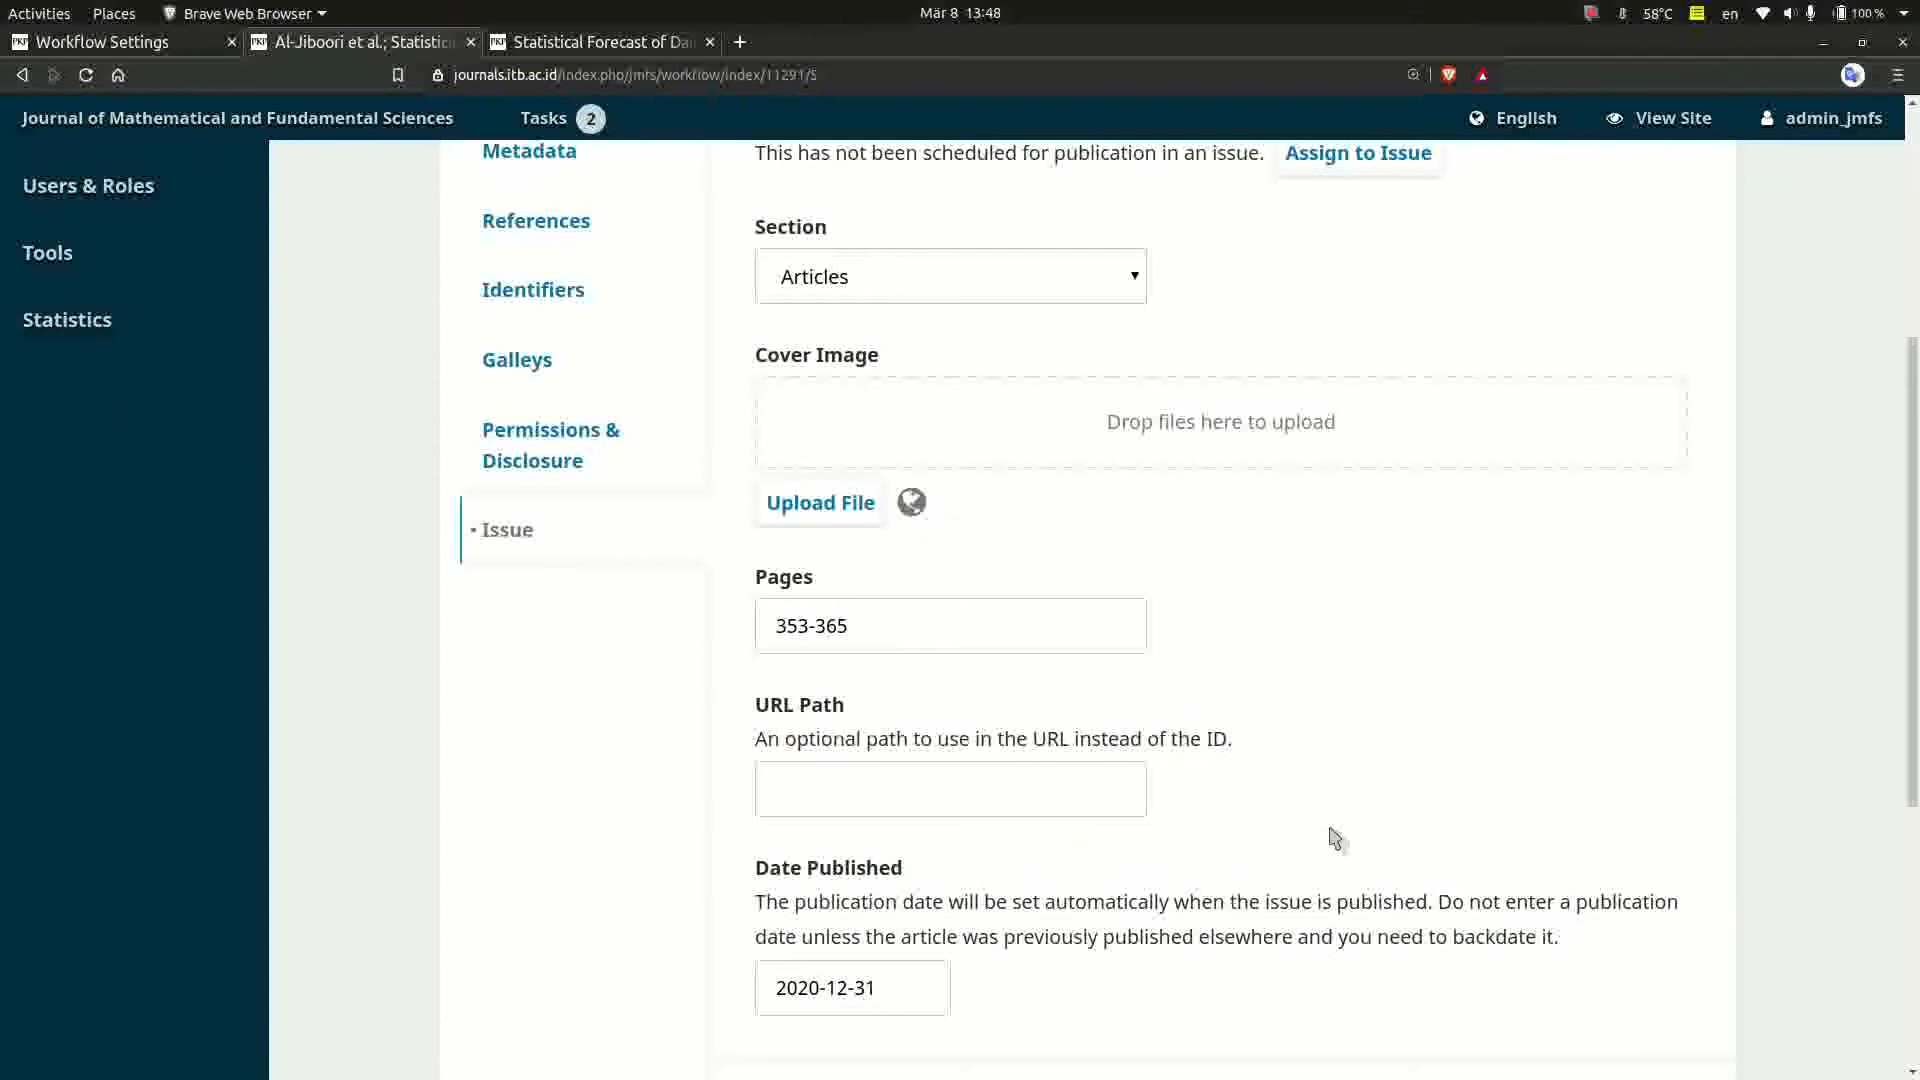 Activities Places Brave Web Browser Mär 8 13:48 58°C en 100 %
Workflow Settings Al-Jiboori et al.; Statistic Statistical Forecast of Dai
journals.itb.ac.id/index.php/jmfs/workflow/index/11291/5
Journal of Mathematical and Fundamental Sciences Tasks 2 English View Site admin_jmfs
Users & Roles
Tools
Statistics
Metadata
References
Identifiers
Galleys
Permissions &
Disclosure
Issue
This has not been scheduled for publication in an issue. Assign to Issue
Section
Articles
Cover Image
Drop files here to upload
Upload File
Pages
353-365
URL Path
An optional path to use in the URL instead of the ID.
Date Published
The publication date will be set automatically when the issue is published. Do not enter a publication
date unless the article was previously published elsewhere and you need to backdate it.
2020-12-31